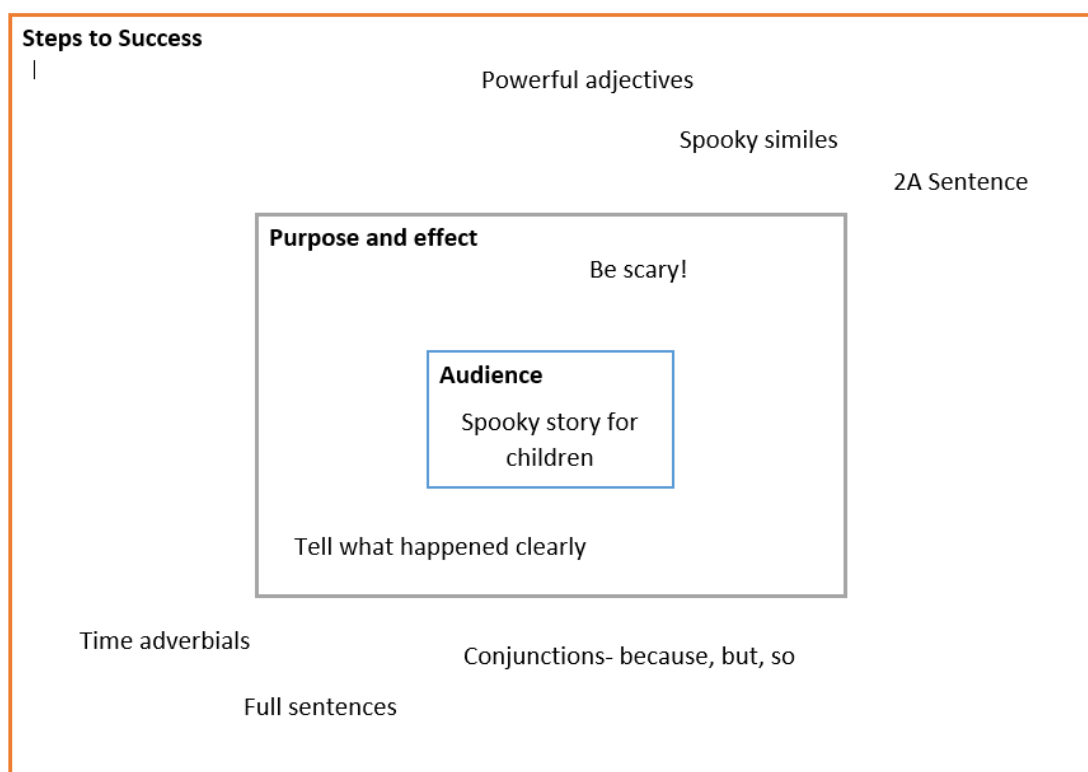 Steps to Success
Powerful adjectives
Spooky similes
2A Sentence
Purpose and effect
Be scary!
Audience
Spooky story for
children
Tell what happened clearly
Time adverbials
Conjunctions- because, but, so
Full sentences